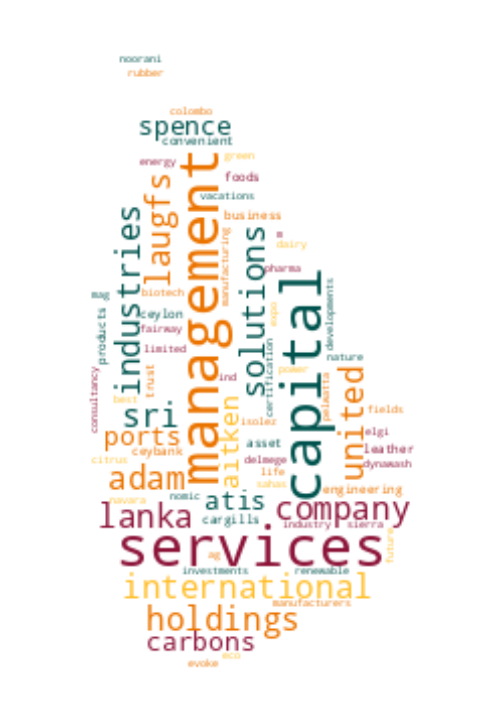 noorani
rubber
colombo
spence
convenient
energy
green
management
foods
laugfs
vacations
industries
business
solutions
manufacturing
m
dairy
pharma
capital
developments
mag
biotech
products
ceylon
expo
fairway
certification
limited
nature
consultancy
trust
ind
power
pelwatta
united
best
aitken
sri
isolez
fields
ports
asset
elgi
ceybank
leather
citrus
delmege
dynawash
adam
life
sahas
engineering
navara
nomic
atis
company
lanka
cargills
industry
sierra
services
future
ag
investments
renewable
international
manufacturers
holdings
carbons
eco
evoke